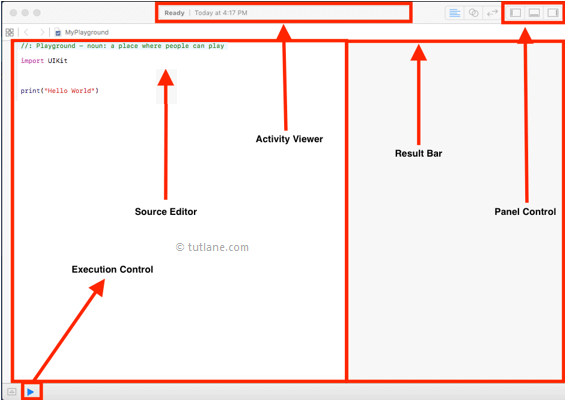 Ready | Today at 4:17 PM
MyPlayground
//: Playground – noun: a place where people can play
import UIKit
print("Hello World")
Activity Viewer
Result Bar
Source Editor
Panel Control
© tutlane.com
Execution Control